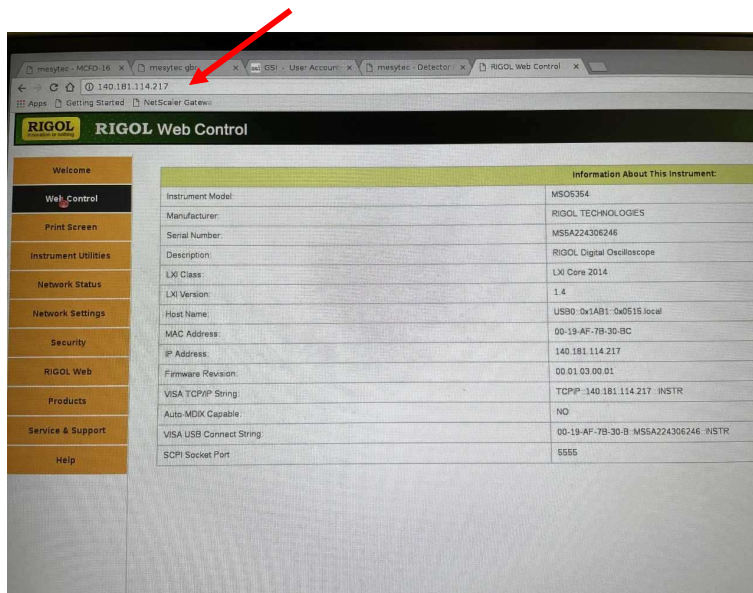 mesytec - MCFD-16 × mesytec gb × GSI - User Accoun × mesytec - Detector × RIGOL Web Control ×
140.181.114.217
Apps Getting Started NetScaler Gatew
RIGOL RIGOL Web Control
Welcome
Information About This Instrument:
Web Control
Instrument Model: MSO5354
Manufacturer: RIGOL TECHNOLOGIES
Print Screen
Serial Number: MS5A224306246
Instrument Utilities
Description: RIGOL Digital Oscilloscope
LXI Class: LXI Core 2014
Network Status
LXI Version: 1.4
Network Settings
Host Name: USB0::0x1AB1::0x0515.local
MAC Address: 00-19-AF-7B-30-BC
Security
IP Address: 140.181.114.217
RIGOL Web
Firmware Revision: 00.01.03.00.01
VISA TCP/IP String: TCPIP::140.181.114.217::INSTR
Products
Auto-MDIX Capable: NO
Service & Support
VISA USB Connect String: 00-19-AF-7B-30-B::MS5A224306246::INSTR
SCPI Socket Port 5555
Help